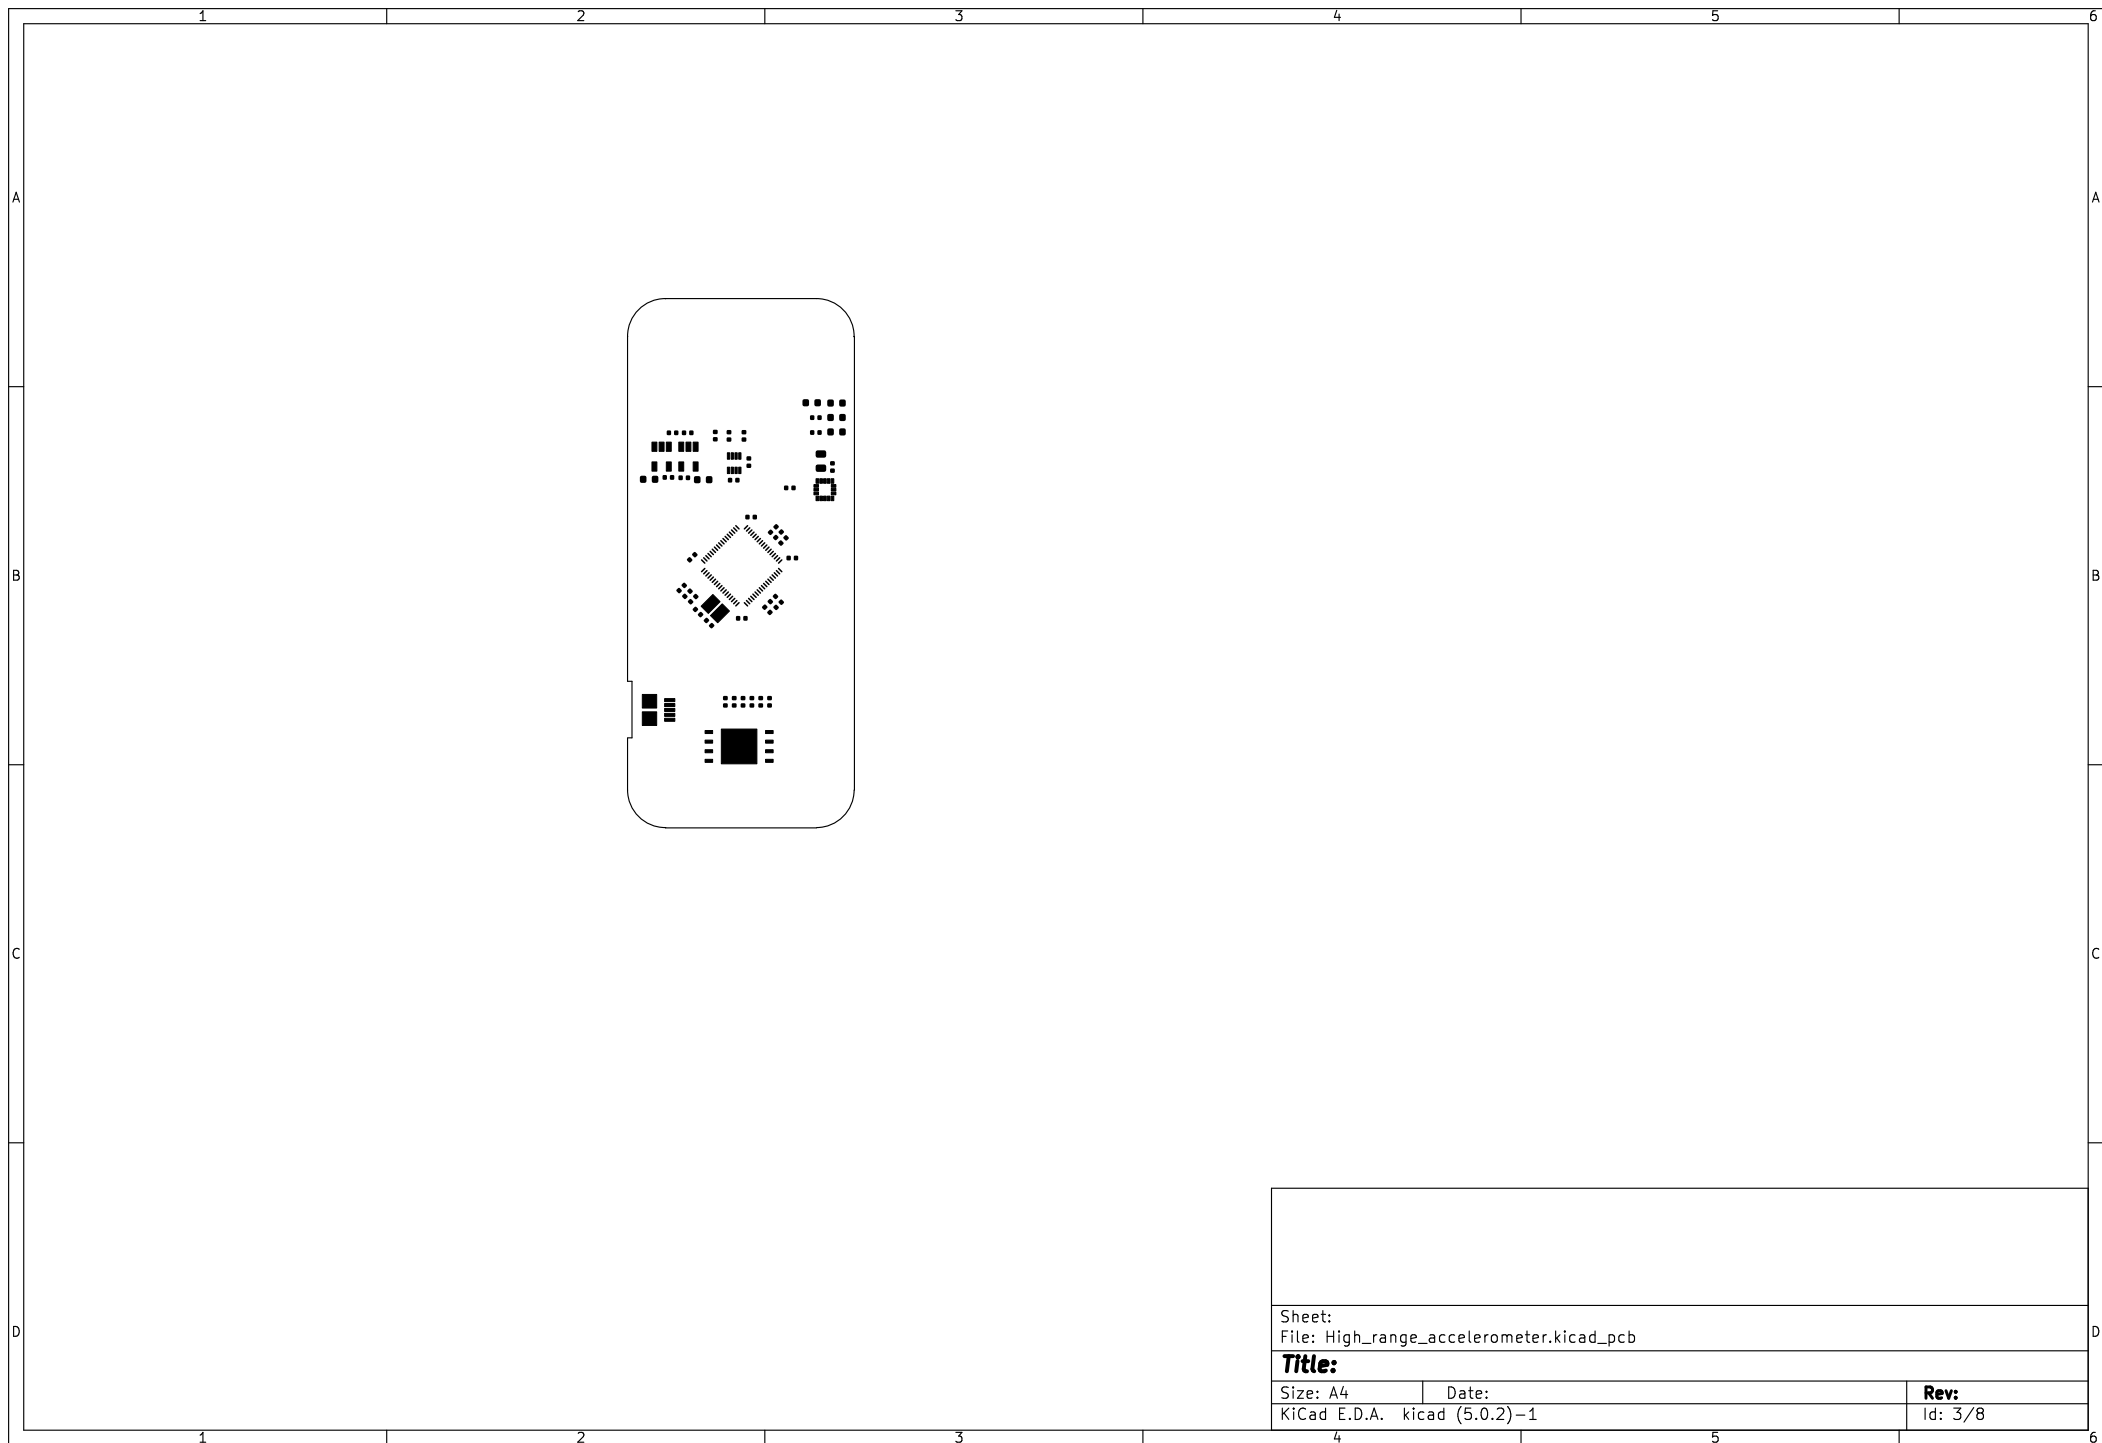 1 2 3 4 5 6
A A
B B
C C
D D
Sheet:
File: High_range_accelerometer.kicad_pcb
Title:
Size: A4 Date: Rev:
KiCad E.D.A. kicad (5.0.2)-1 Id: 3/8
1 2 3 4 5 6